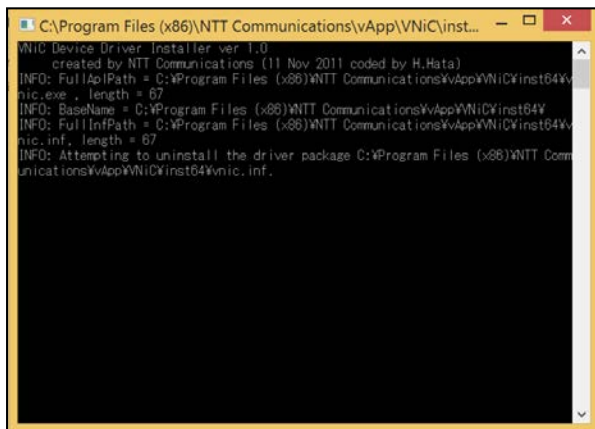 C:\Program Files (x86)\NTT Communications\vApp\VNiC\inst...
VNiC Device Driver Installer ver 1.0
created by NTT Communications (11 Nov 2011 coded by H.Hata)
INFO: FullAplPath = C:¥Program Files (x86)¥NTT Communications¥vApp¥VNiC¥inst64¥v
nic.exe , length = 67
INFO: BaseName = C:¥Program Files (x86)¥NTT Communications¥vApp¥VNiC¥inst64¥
INFO: FullInfPath = C:¥Program Files (x86)¥NTT Communications¥vApp¥VNiC¥inst64¥v
nic.inf, length = 67
INFO: Attempting to uninstall the driver package C:¥Program Files (x86)¥NTT Comm
unications¥vApp¥VNiC¥inst64¥vnic.inf.